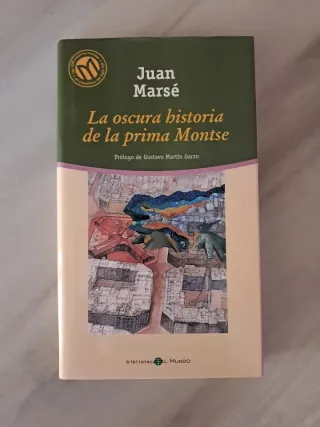 Juan
Marsé
La oscura historia
de la prima Montse
Prólogo de Gustavo Martín Garzo
BIBLIOTECA EL MUNDO